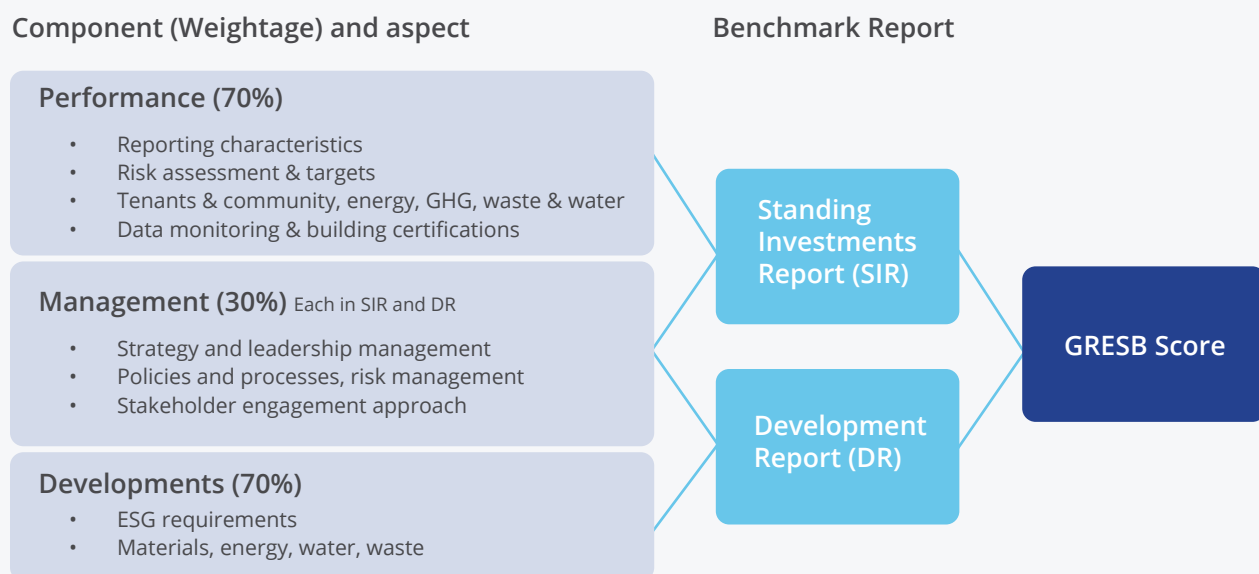 Component (Weightage) and aspect
Benchmark Report
Performance (70%)
• Reporting characteristics
• Risk assessment & targets
• Tenants & community, energy, GHG, waste & water
• Data monitoring & building certifications
Management (30%) Each in SIR and DR
• Strategy and leadership management
• Policies and processes, risk management
• Stakeholder engagement approach
Developments (70%)
• ESG requirements
• Materials, energy, water, waste
Standing
Investments
Report (SIR)
Development
Report (DR)
GRESB Score